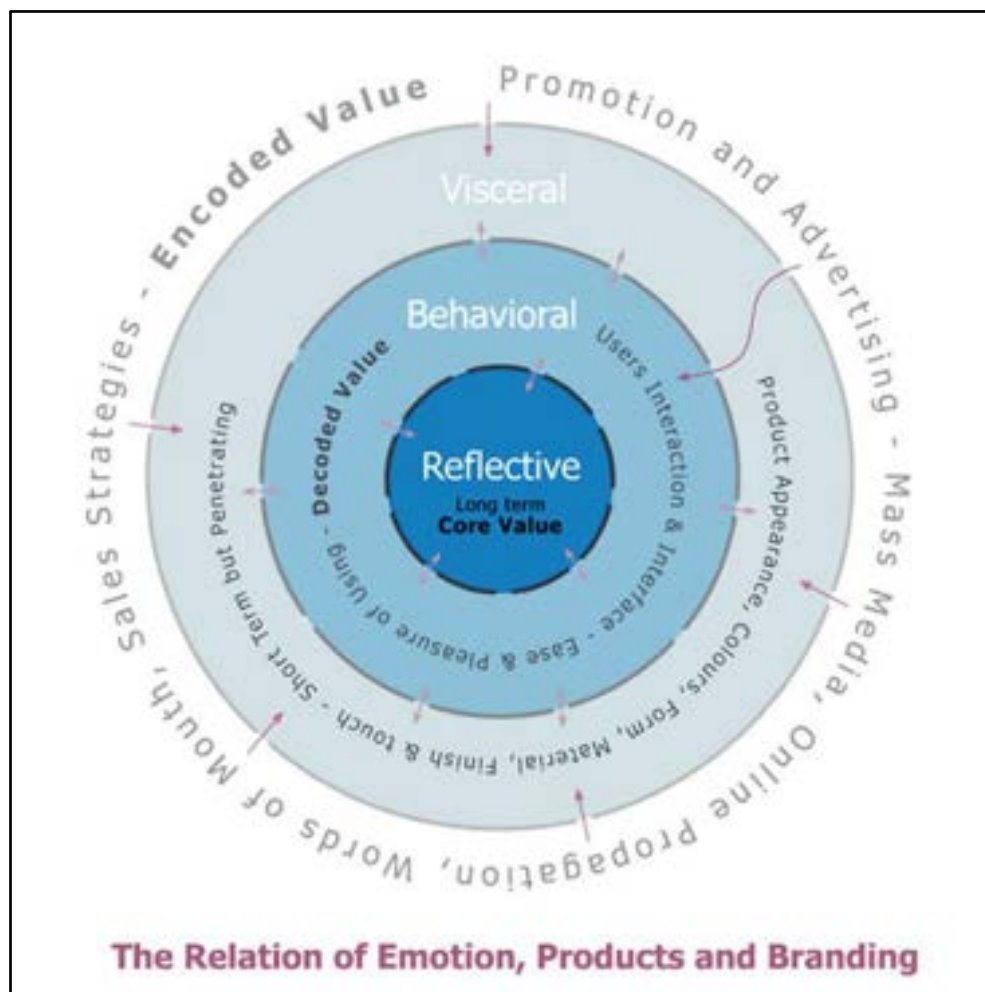 Promotion and Advertising - Mass Media, Online Propagation, Words of Mouth, Sales Strategies - Encoded Value
Visceral
Product Appearance, Colours, Form, Material, Finish & touch - Short Term but Penetrating
Behavioral
Users Interaction & Interface - Ease & Pleasure of Using - Decoded Value
Reflective
Long term
Core Value
The Relation of Emotion, Products and Branding